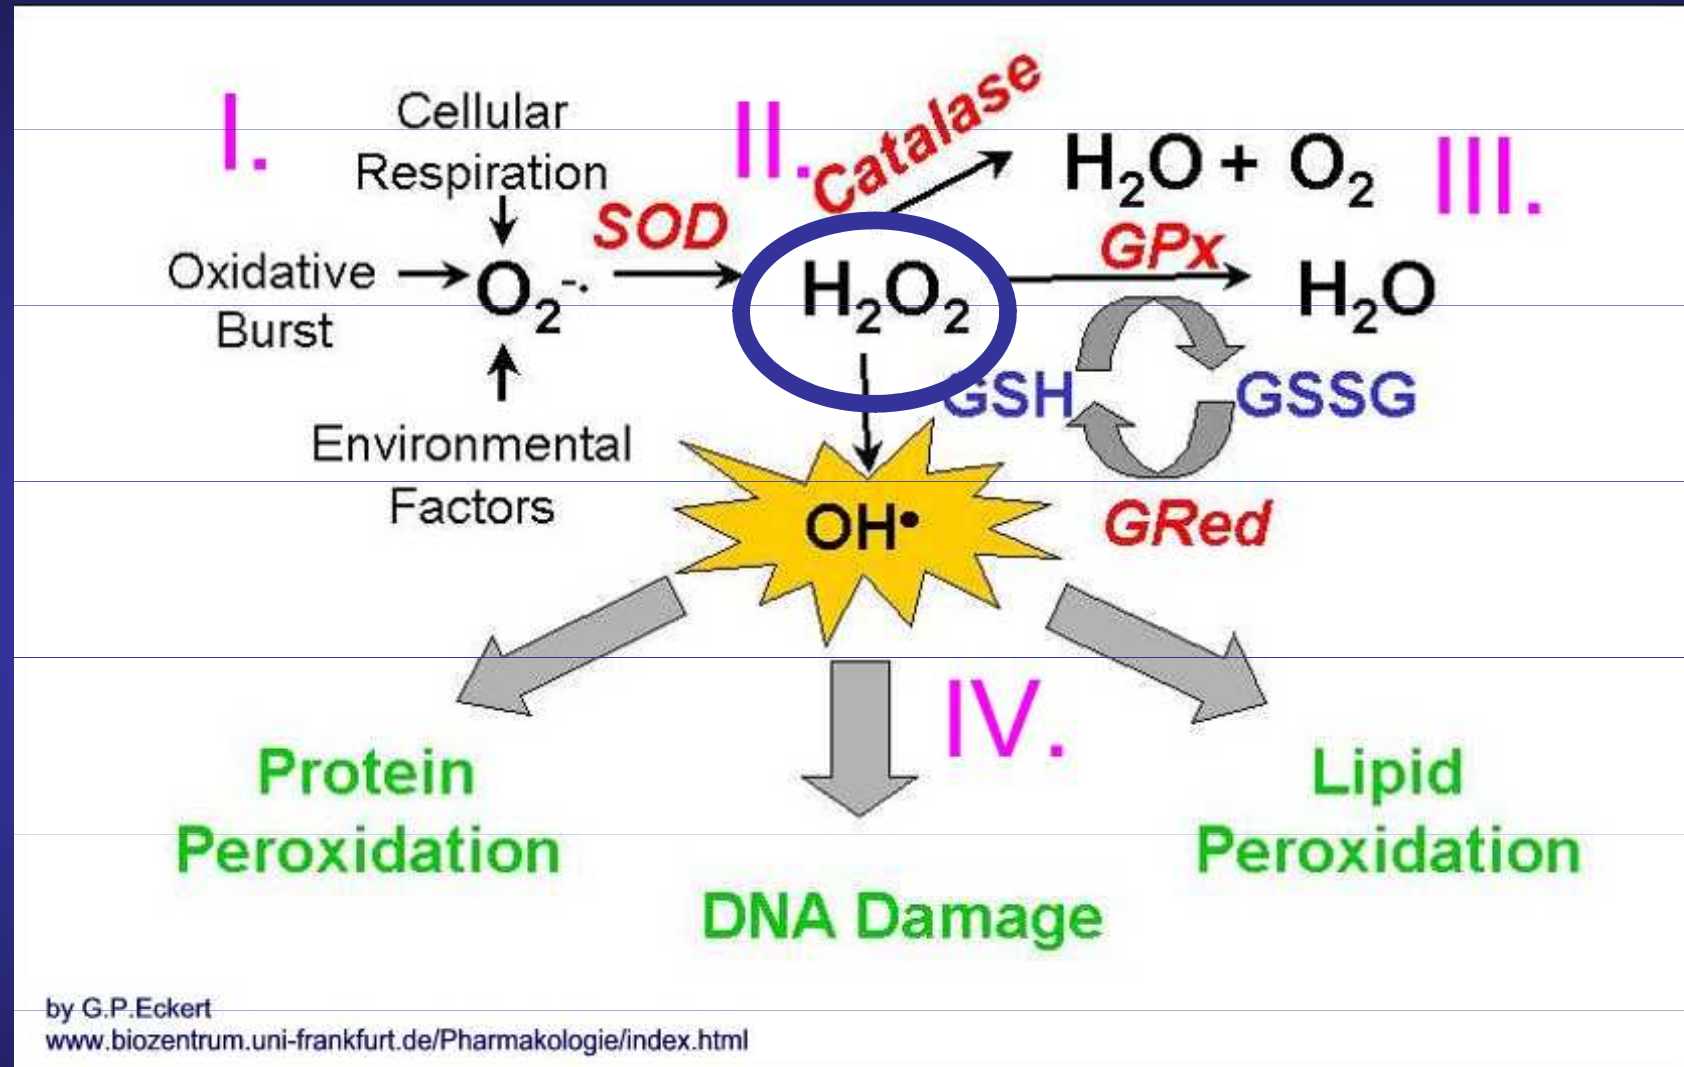 I.
Cellular
Respiration
II.
Catalase
H₂O + O₂
III.
SOD
GPx
Oxidative
Burst
O₂⁻·
H₂O₂
H₂O
GSH
GSSG
Environmental
Factors
OH•
GRed
IV.
Protein
Peroxidation
DNA Damage
Lipid
Peroxidation
by G.P.Eckert
www.biozentrum.uni-frankfurt.de/Pharmakologie/index.html